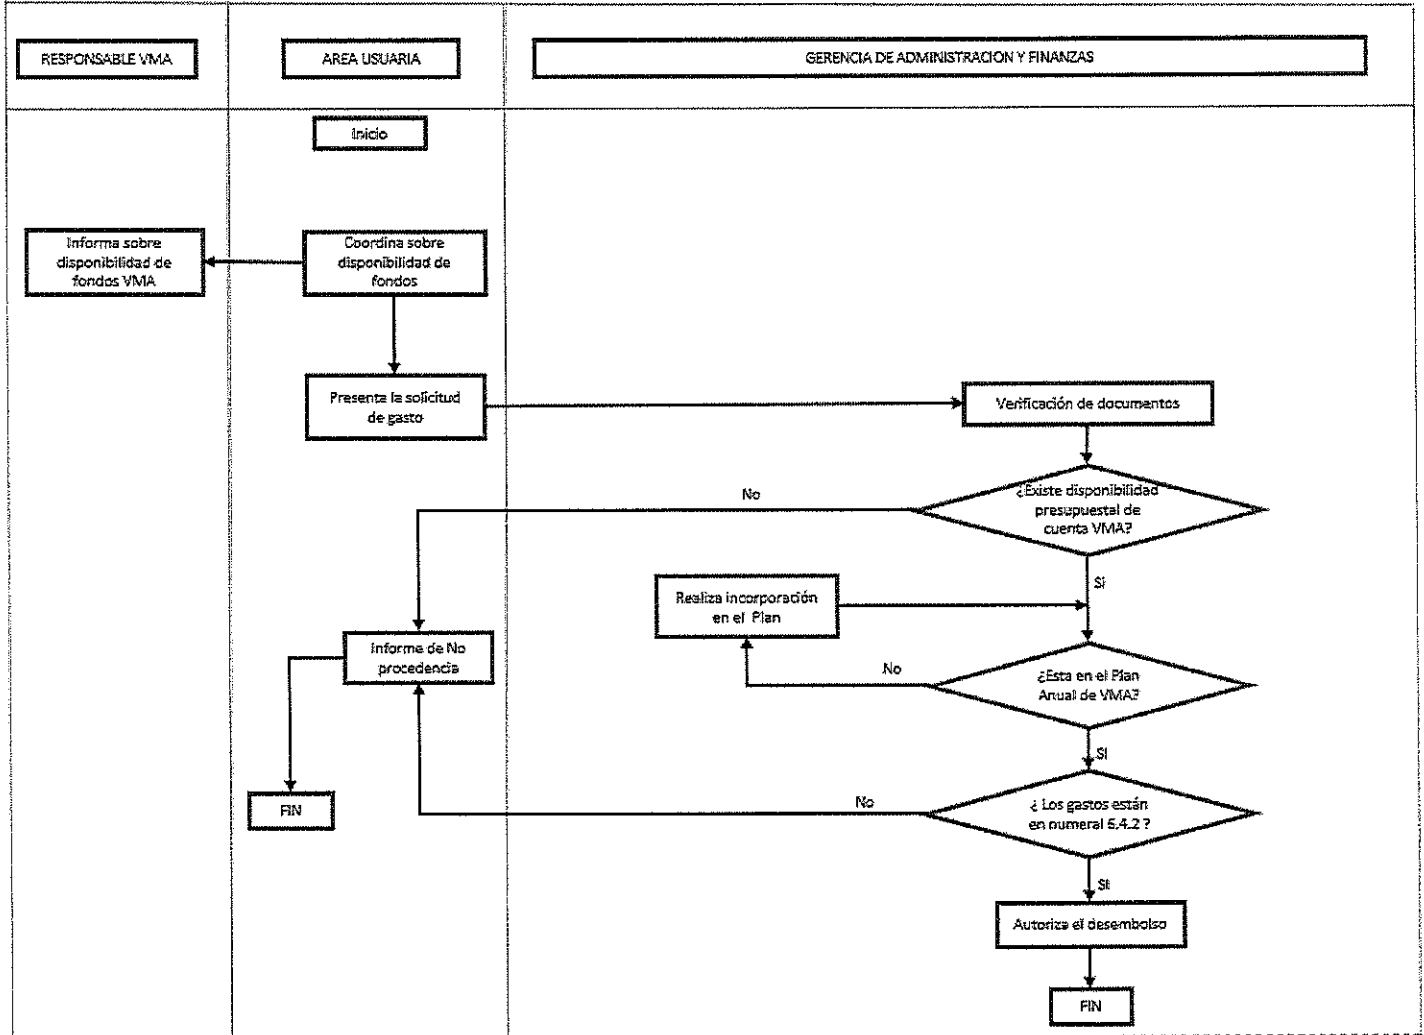 RESPONSABLE VMA
AREA USUARIA
GERENCIA DE ADMINISTRACION Y FINANZAS
Inicio
Informa sobre
disponibilidad de
fondos VMA
Coordina sobre
disponibilidad de
fondos
Presenta la solicitud
de gasto
Verificación de documentos
¿Existe disponibilidad
presupuestal de
cuenta VMA?
No
SI
Realiza incorporación
en el Plan
Informe de No
procedencia
¿Esta en el Plan
Anual de VMA?
No
SI
FIN
¿ Los gastos están
en numeral 6.4.2 ?
No
SI
Autoriza el desembolso
FIN